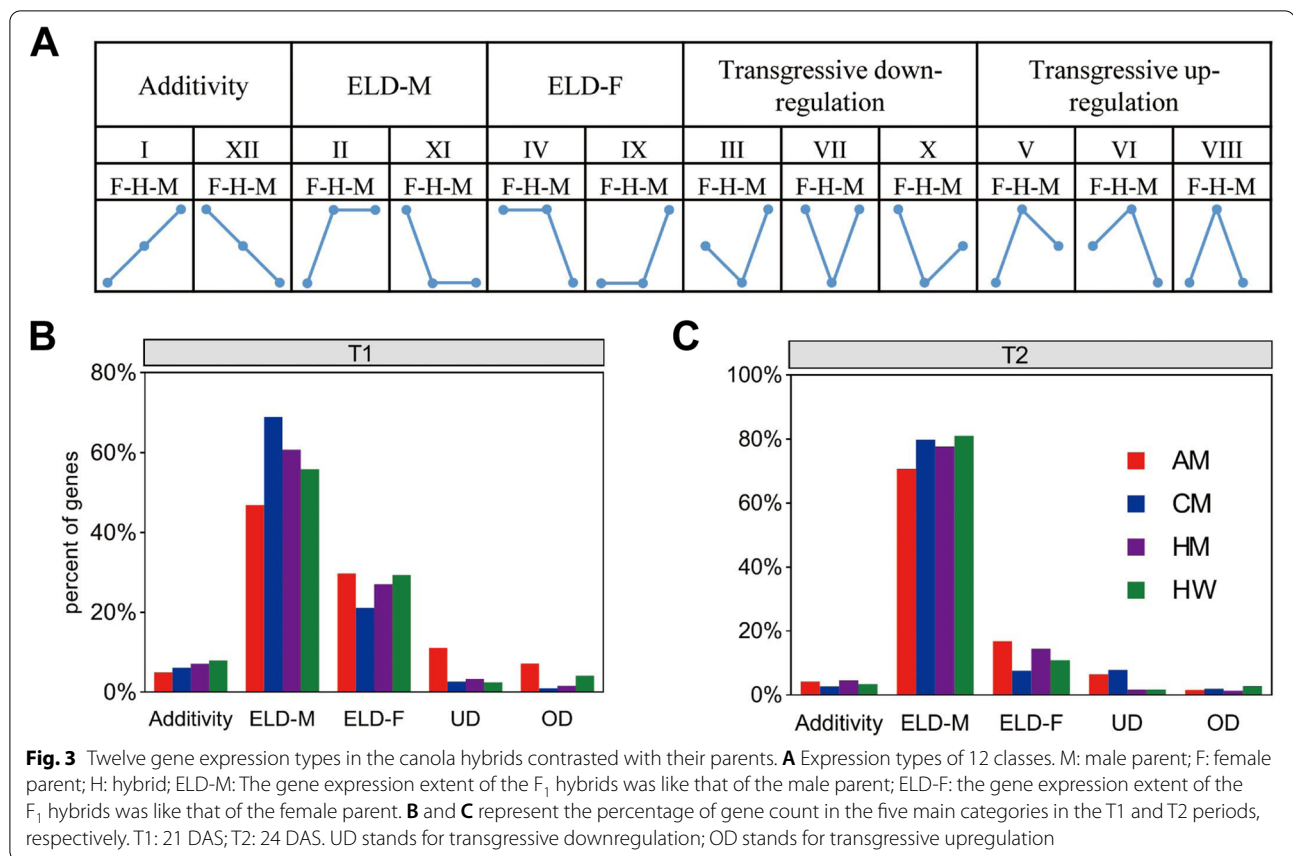 A
Additivity ELD-M ELD-F Transgressive down- Transgressive up-
regulation regulation
I XII II XI IV IX III VII X V VI VIII
F-H-M F-H-M F-H-M F-H-M F-H-M F-H-M F-H-M F-H-M F-H-M F-H-M F-H-M F-H-M
B
T1
80%
60%
40%
20%
0%
percent of genes
Additivity ELD-M ELD-F UD OD
C
T2
100%
80%
60%
40%
20%
0%
AM
CM
HM
HW
Additivity ELD-M ELD-F UD OD
Fig. 3 Twelve gene expression types in the canola hybrids contrasted with their parents. A Expression types of 12 classes. M: male parent; F: female
parent; H: hybrid; ELD-M: The gene expression extent of the F1 hybrids was like that of the male parent; ELD-F: the gene expression extent of the
F1 hybrids was like that of the female parent. B and C represent the percentage of gene count in the five main categories in the T1 and T2 periods,
respectively. T1: 21 DAS; T2: 24 DAS. UD stands for transgressive downregulation; OD stands for transgressive upregulation